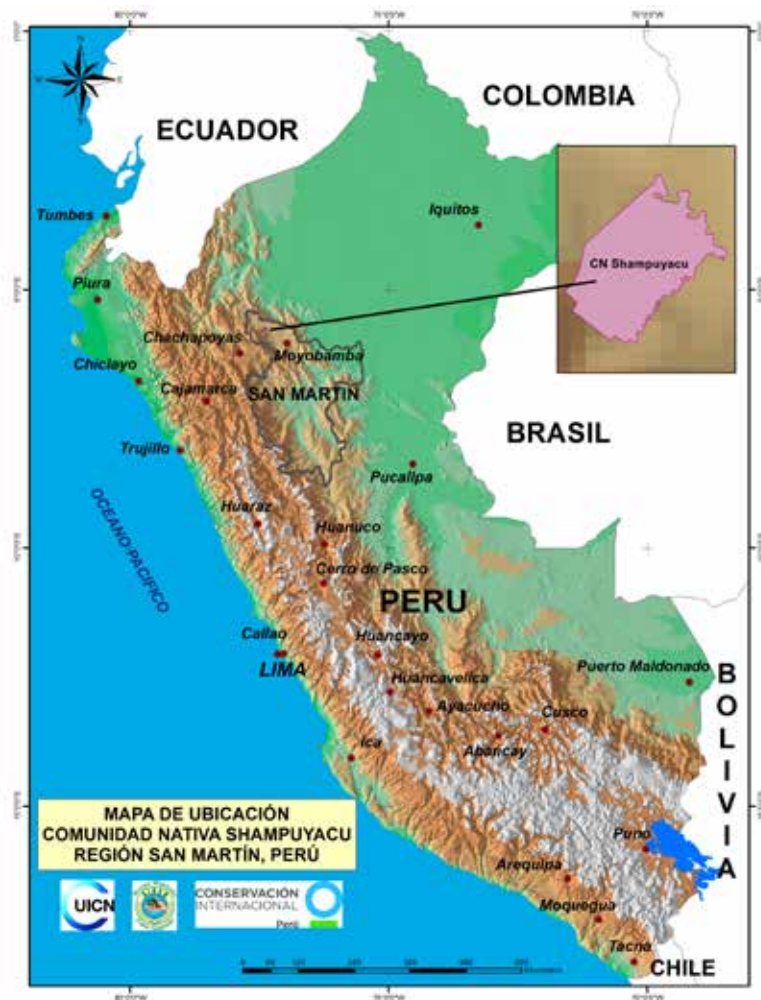 COLOMBIA
ECUADOR
Iquitos
CN Shampuyacu
Tumbes
Piura
Chachapoyas
Moyobamba
Chiclayo
Cajamarca
SAN MARTIN
BRASIL
Trujillo
Pucallpa
OCEANO PACIFICO
Huaraz
Huanuco
Cerro de Pasco
PERU
Callao
LIMA
Huancayo
Huancavelica
Puerto Maldonado
BOLIVIA
Ayacucho
Cusco
Abancay
Ica
MAPA DE UBICACIÓN
COMUNIDAD NATIVA SHAMPUYACU
REGIÓN SAN MARTÍN, PERÚ
Puno
Arequipa
UICN
CONSERVACIÓN
INTERNACIONAL
Perú
Moquegua
Tacna
CHILE